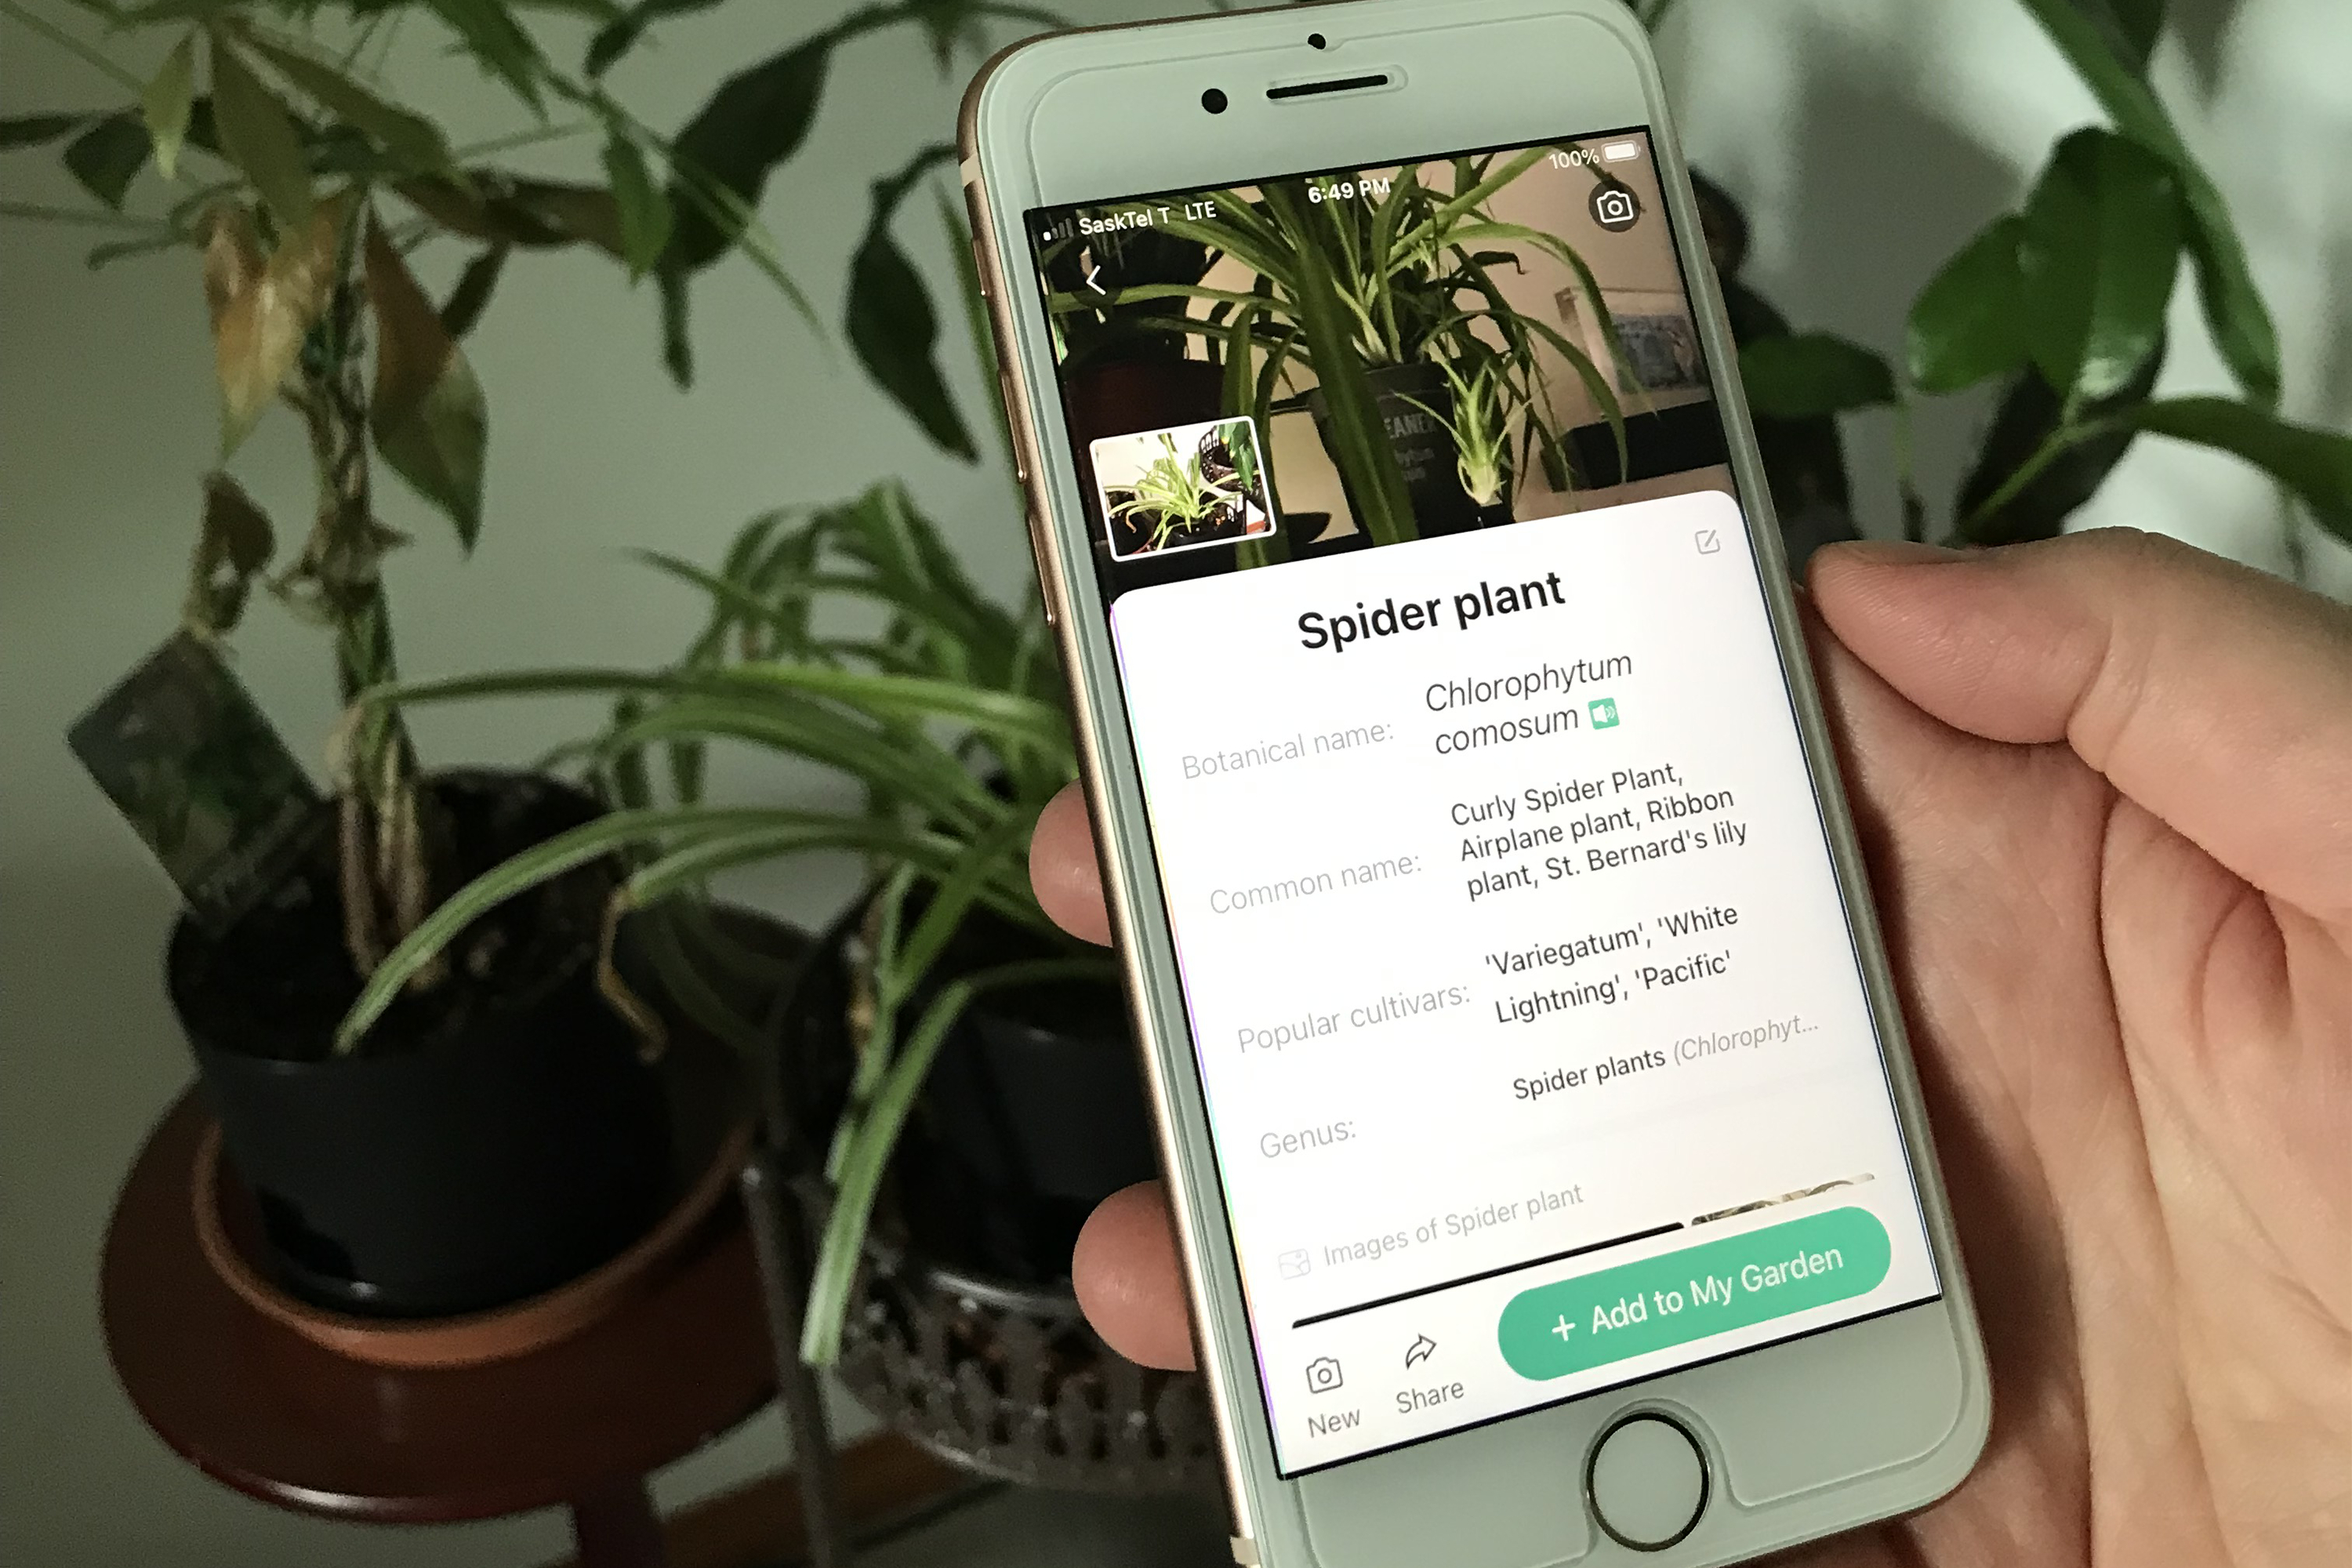 100%
6:49 PM
SaskTel T LTE
Spider plant
Botanical name:
Chlorophytum
comosum
Common name:
Curly Spider Plant,
Airplane plant, Ribbon
plant, St. Bernard's lily
Popular cultivars:
'Variegatum', 'White
Lightning', 'Pacific'
Genus:
Spider plants (Chlorophyt...
Images of Spider plant
New
Share
+ Add to My Garden